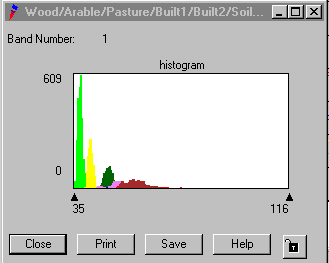 Wood/Arable/Pasture/Built1/Built2/Soil...
Band Number: 1
histogram
609
0
35 116
Close Print Save Help